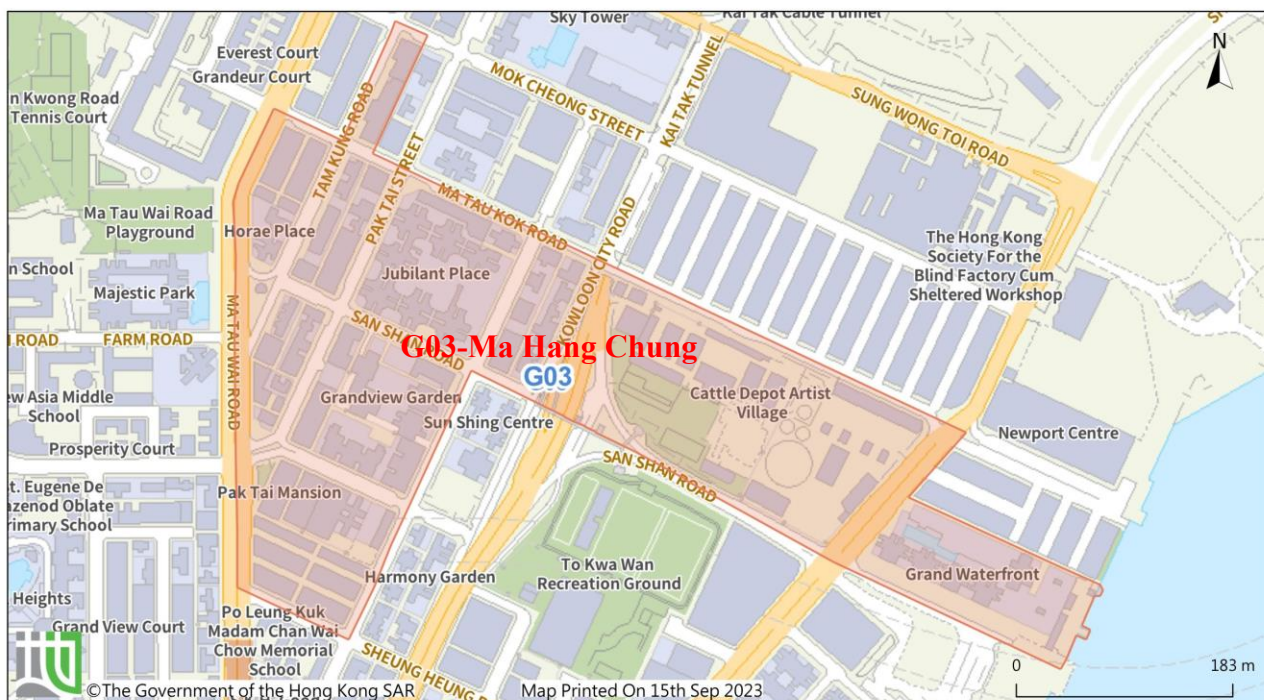 Sky Tower
Kai Tak Cable Tunnel
Everest Court
Grandeur Court
n Kwong Road
Tennis Court
MOK CHEONG STREET
KAI TAK TUNNEL
SUNG WONG TOI ROAD
N
TAM KUNG ROAD
PAK TAI STREET
MA TAU KOK ROAD
KOWLOON CITY ROAD
Ma Tau Wai Road
Playground
Horae Place
Jubilant Place
The Hong Kong
Society For the
Blind Factory Cum
Sheltered Workshop
n School
Majestic Park
MA TAU WAI ROAD
FARM ROAD
SAN SHAN ROAD
G03-Ma Hang Chung
G03
ew Asia Middle
School
Grandview Garden
Sun Shing Centre
Cattle Depot Artist
Village
Newport Centre
Prosperity Court
SAN SHAN ROAD
Pak Tai Mansion
t. Eugene De
azenod Oblate
rimary School
To Kwa Wan
Recreation Ground
Harmony Garden
Grand Waterfront
Heights
Grand View Court
Po Leung Kuk
Madam Chan Wai
Chow Memorial
School
SHEUNG HEUNG
0
183 m
©The Government of the Hong Kong SAR
Map Printed On 15th Sep 2023